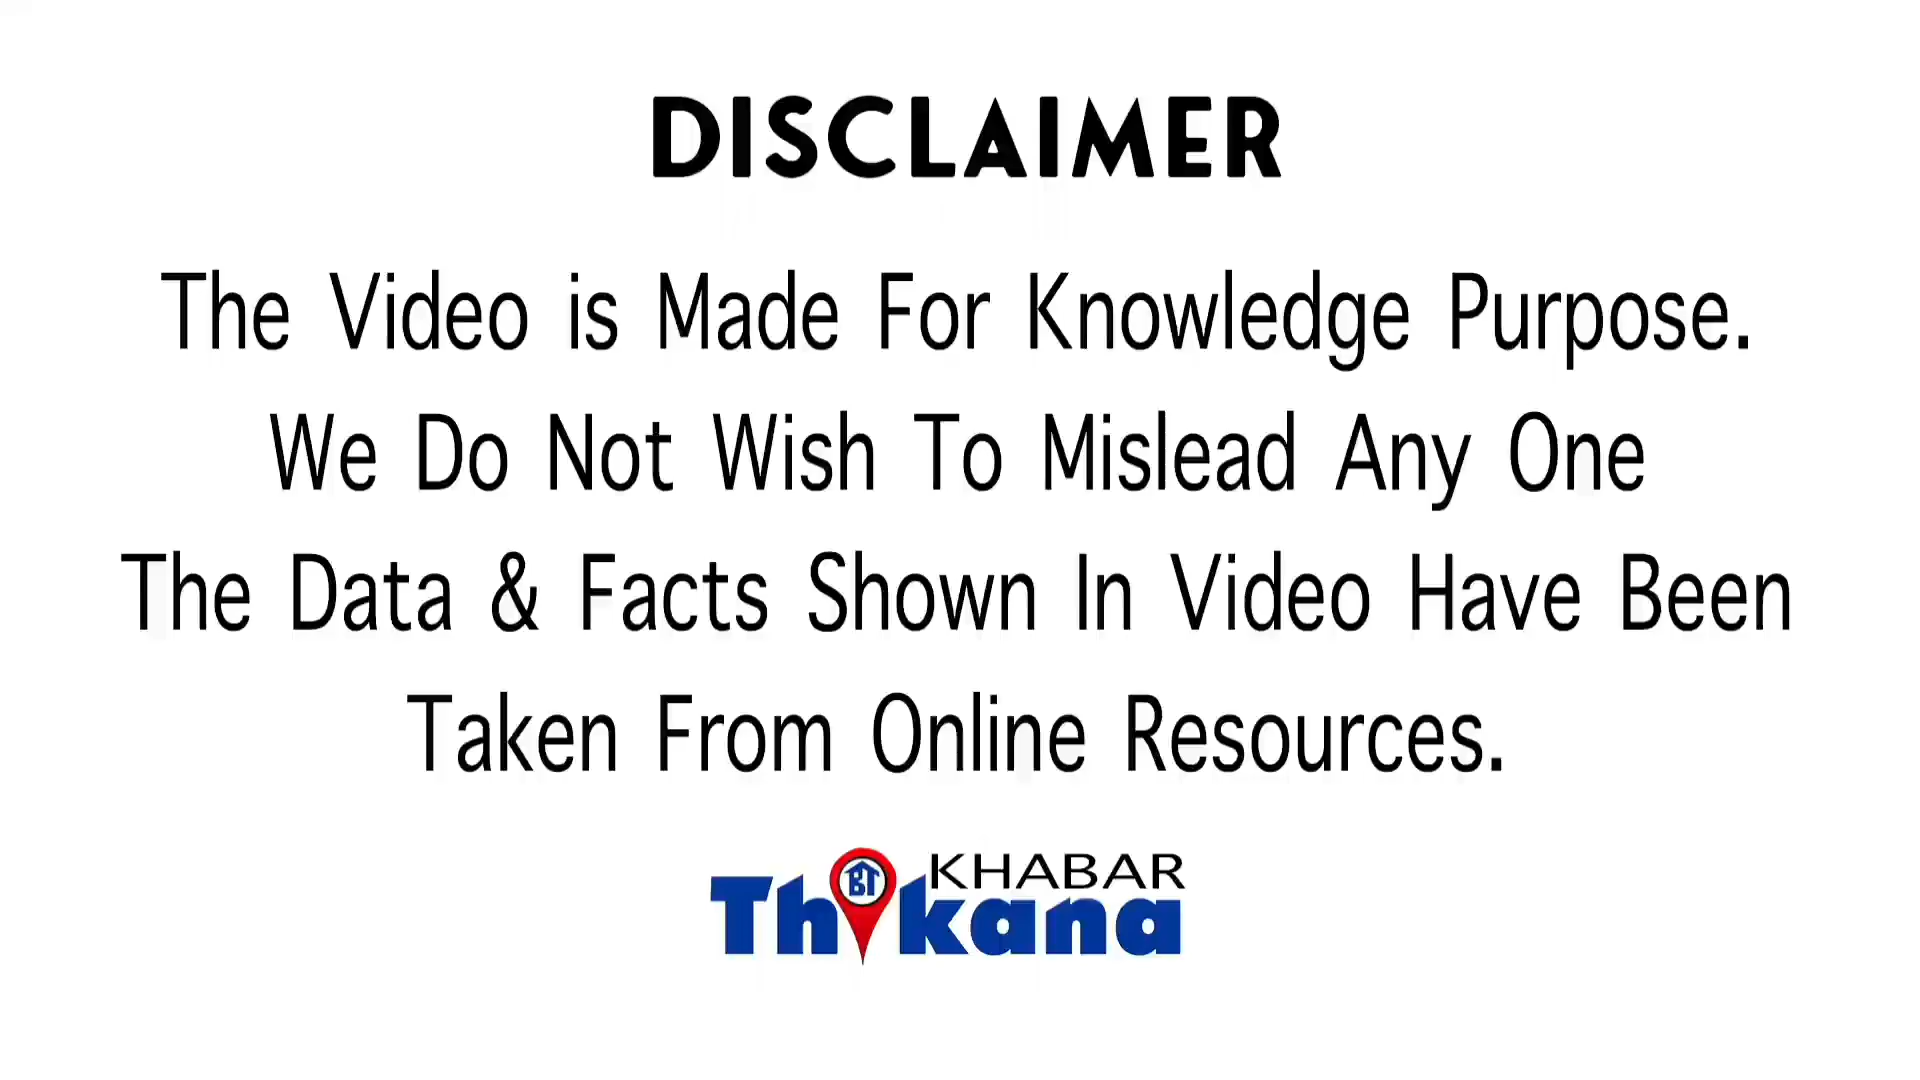 DISCLAIMER
The Video is Made For Knowledge Purpose.
We Do Not Wish To Mislead Any One
The Data & Facts Shown In Video Have Been
Taken From Online Resources.
KHABAR
BT
Thikana